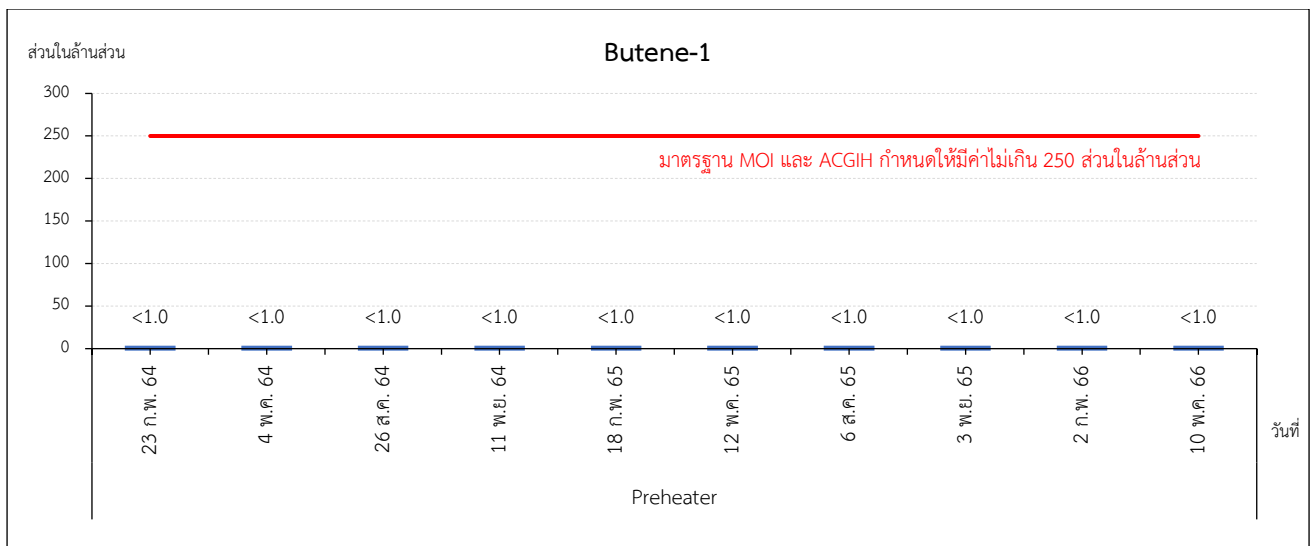 Butene-1
ส่วนในล้านส่วน
300
250
มาตรฐาน MOI และ ACGIH กำหนดให้มีค่าไม่เกิน 250 ส่วนในล้านส่วน
200
150
100
50
<1.0 <1.0 <1.0 <1.0 <1.0 <1.0 <1.0 <1.0 <1.0 <1.0
0
23 ก.พ. 64
4 พ.ค. 64
26 ส.ค. 64
11 พ.ย. 64
18 ก.พ. 65
12 พ.ค. 65
6 ส.ค. 65
3 พ.ย. 65
2 ก.พ. 66
10 พ.ค. 66
วันที่
Preheater